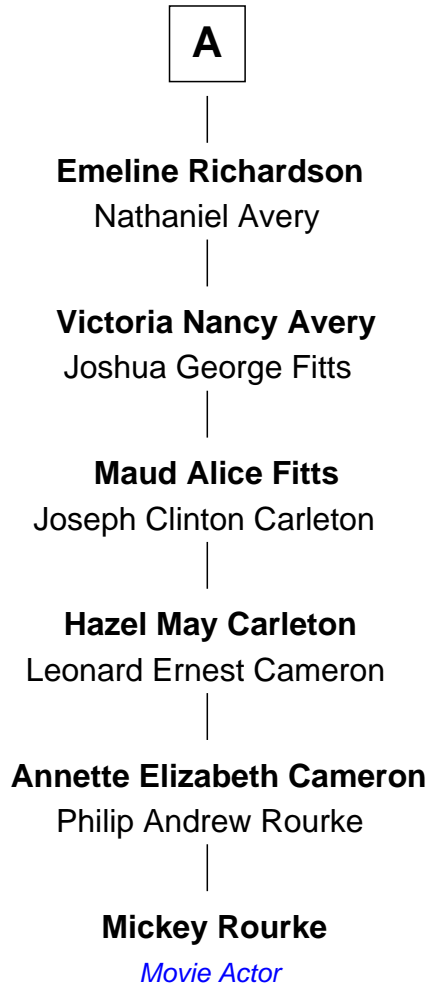 A
Emeline Richardson
Nathaniel Avery
Victoria Nancy Avery
Joshua George Fitts
Maud Alice Fitts
Joseph Clinton Carleton
Hazel May Carleton
Leonard Ernest Cameron
Annette Elizabeth Cameron
Philip Andrew Rourke
Mickey Rourke
Movie Actor